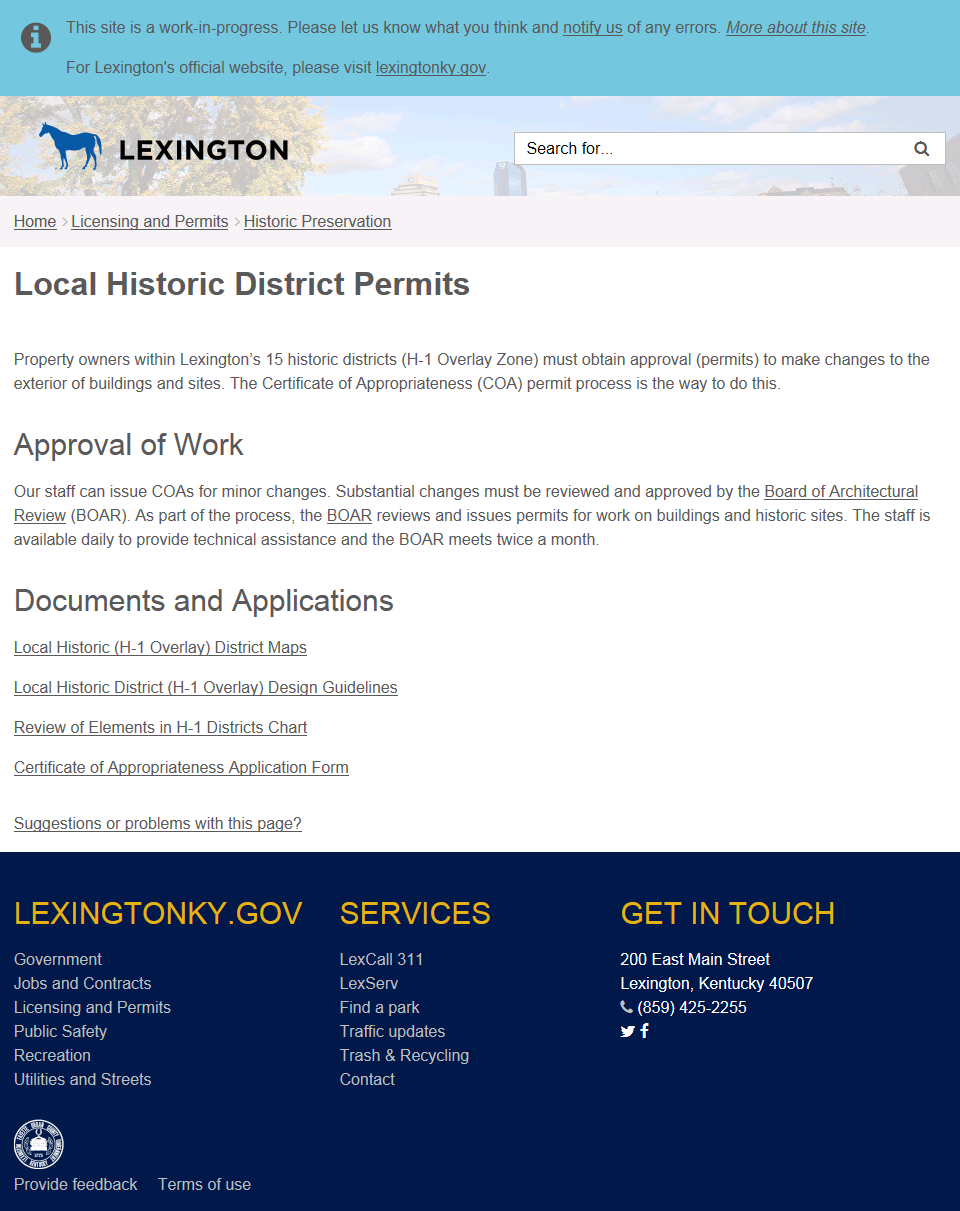 This site is a work-in-progress. Please let us know what you think and notify us of any errors. More about this site.
For Lexington's official website, please visit lexingtonky.gov.
LEXINGTON
Search for...
Home > Licensing and Permits > Historic Preservation
Local Historic District Permits
Property owners within Lexington’s 15 historic districts (H-1 Overlay Zone) must obtain approval (permits) to make changes to the
exterior of buildings and sites. The Certificate of Appropriateness (COA) permit process is the way to do this.
Approval of Work
Our staff can issue COAs for minor changes. Substantial changes must be reviewed and approved by the Board of Architectural
Review (BOAR). As part of the process, the BOAR reviews and issues permits for work on buildings and historic sites. The staff is
available daily to provide technical assistance and the BOAR meets twice a month.
Documents and Applications
Local Historic (H-1 Overlay) District Maps
Local Historic District (H-1 Overlay) Design Guidelines
Review of Elements in H-1 Districts Chart
Certificate of Appropriateness Application Form
Suggestions or problems with this page?
LEXINGTONKY.GOV
Government
Jobs and Contracts
Licensing and Permits
Public Safety
Recreation
Utilities and Streets
SERVICES
LexCall 311
LexServ
Find a park
Traffic updates
Trash & Recycling
Contact
GET IN TOUCH
200 East Main Street
Lexington, Kentucky 40507
(859) 425-2255
Provide feedback Terms of use